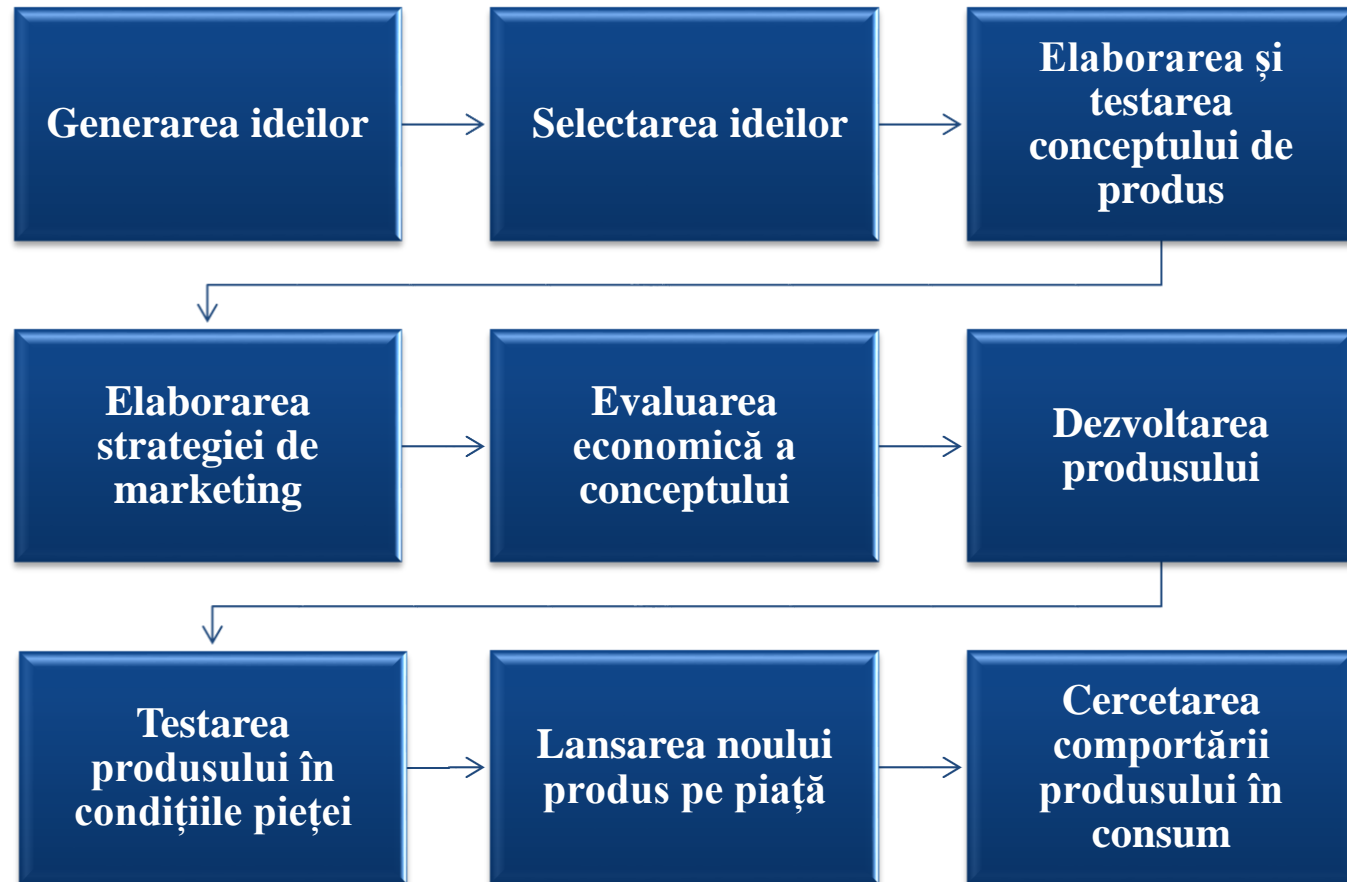 Generarea ideilor
Selectarea ideilor
Elaborarea și
testarea
conceptului de
produs
Elaborarea
strategiei de
marketing
Evaluarea
economică a
conceptului
Dezvoltarea
produsului
Testarea
produsului în
condițiile pieței
Lansarea noului
produs pe piață
Cercetarea
comportării
produsului în
consum